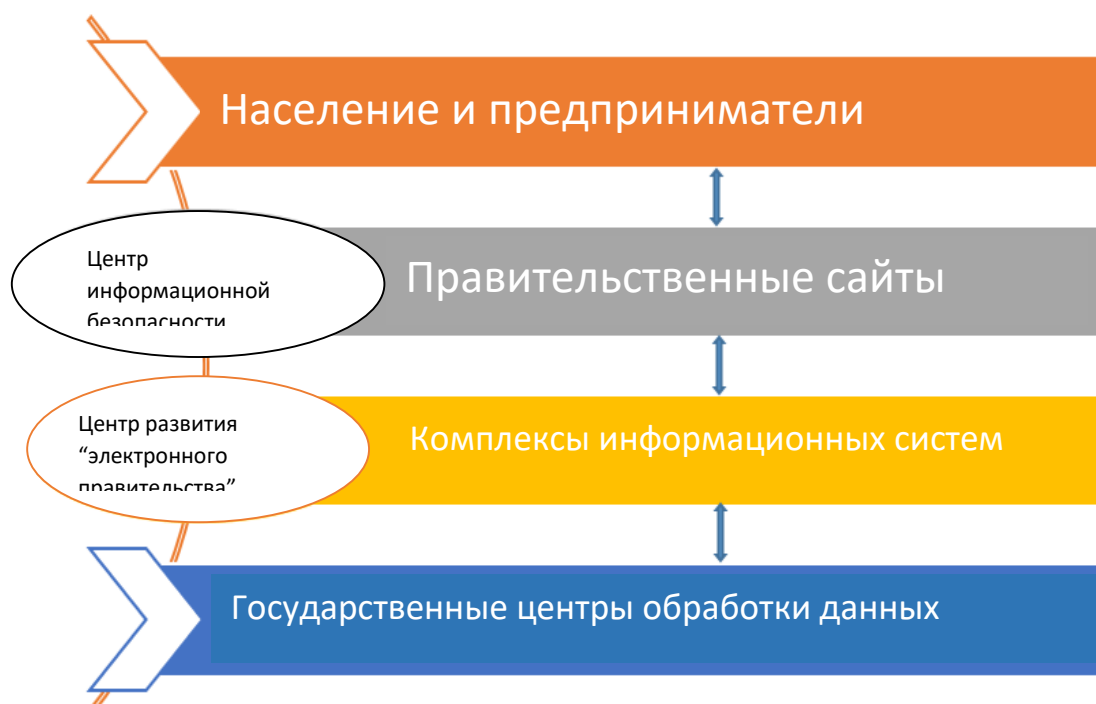 Население и предприниматели
Центр
информационной
безопасности
Правительственные сайты
Центр развития
“электронного
правительства”
Комплексы информационных систем
Государственные центры обработки данных